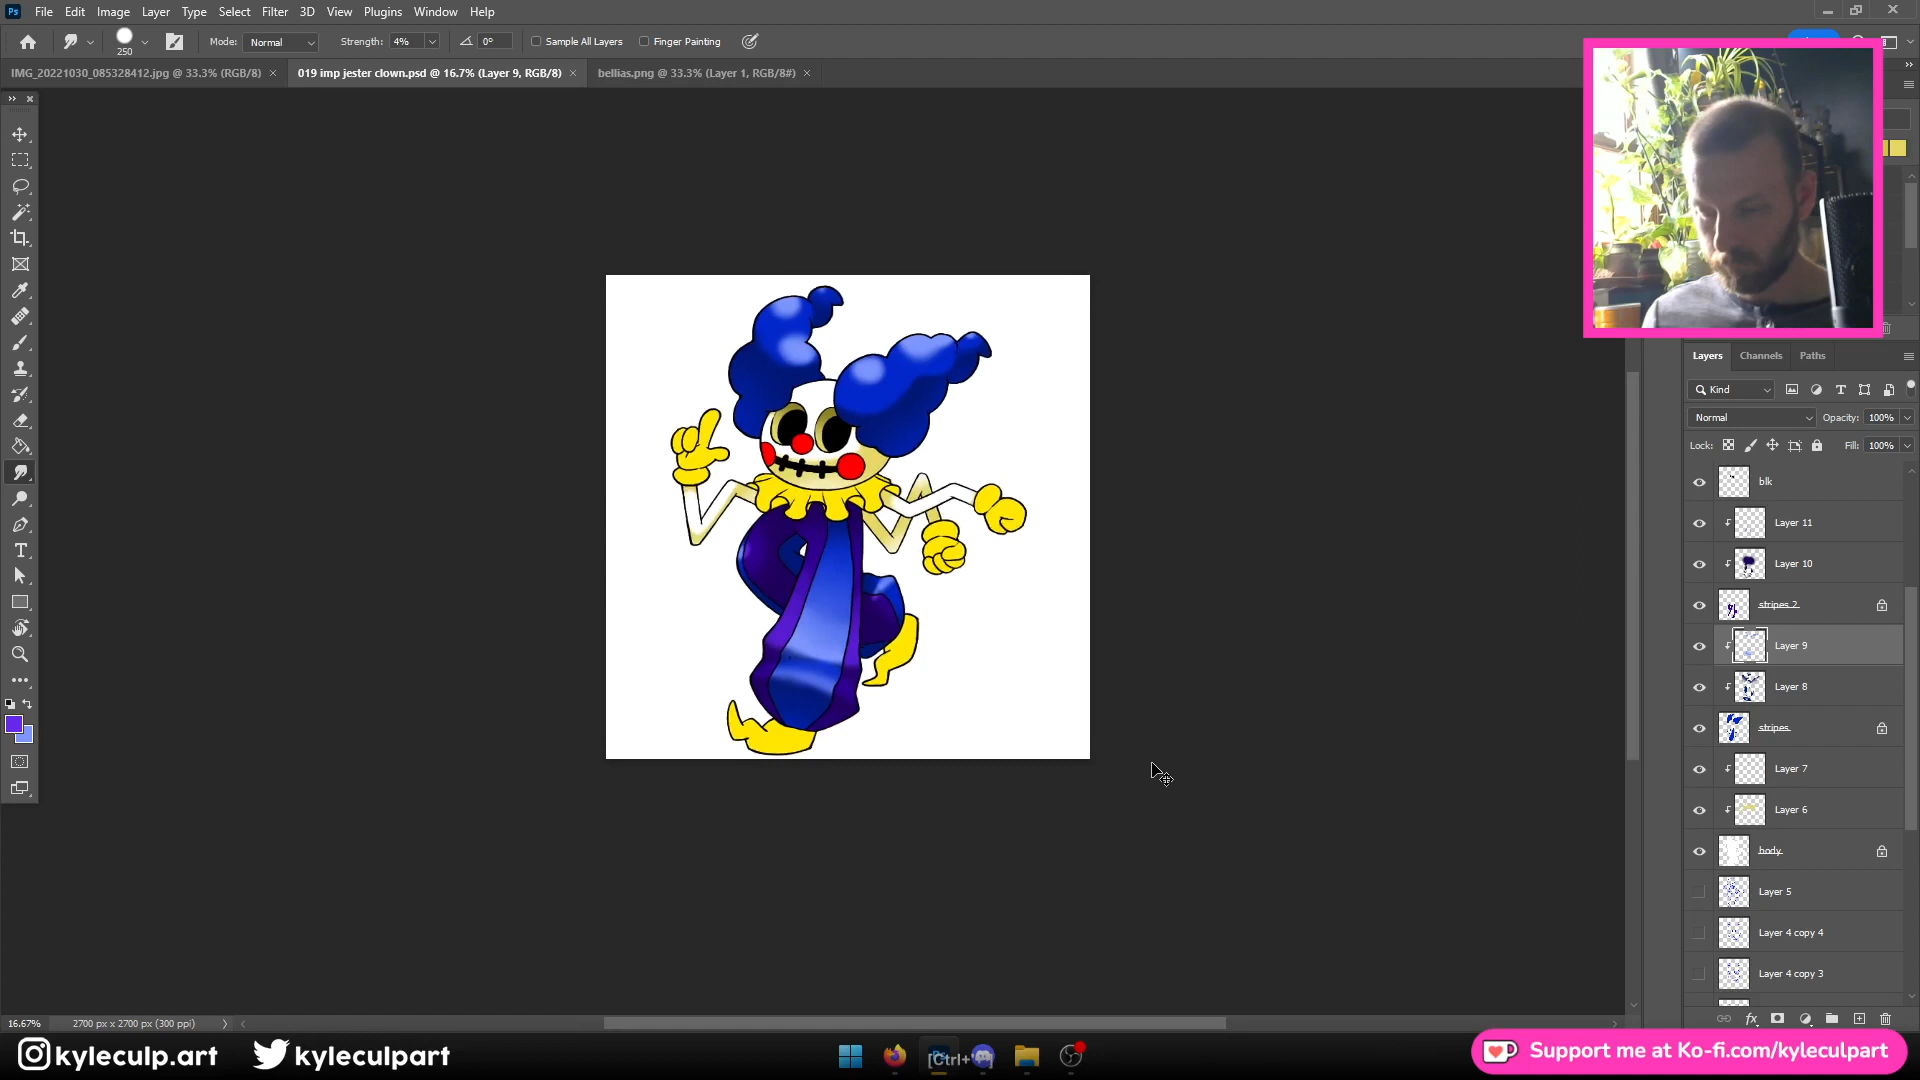 Ps File Edit Image Layer Type Select Filter 3D View Plugins Window Help
250 Mode: Normal Strength: 4% 0° Sample All Layers Finger Painting
IMG_20221030_085328412.jpg @ 33.3% (RGB/8) × 019 imp jester clown.psd @ 16.7% (Layer 9, RGB/8) × bellias.png @ 33.3% (Layer 1, RGB/8#) ×
Layers Channels Paths
Kind
Normal Opacity: 100%
Lock: Fill: 100%
blk
Layer 11
Layer 10
stripes 2
Layer 9
Layer 8
stripes
Layer 7
Layer 6
body
Layer 5
Layer 4 copy 4
Layer 4 copy 3
16.67% 2700 px x 2700 px (300 ppi)
kyleculp.art kyleculpart
Support me at Ko-fi.com/kyleculpart